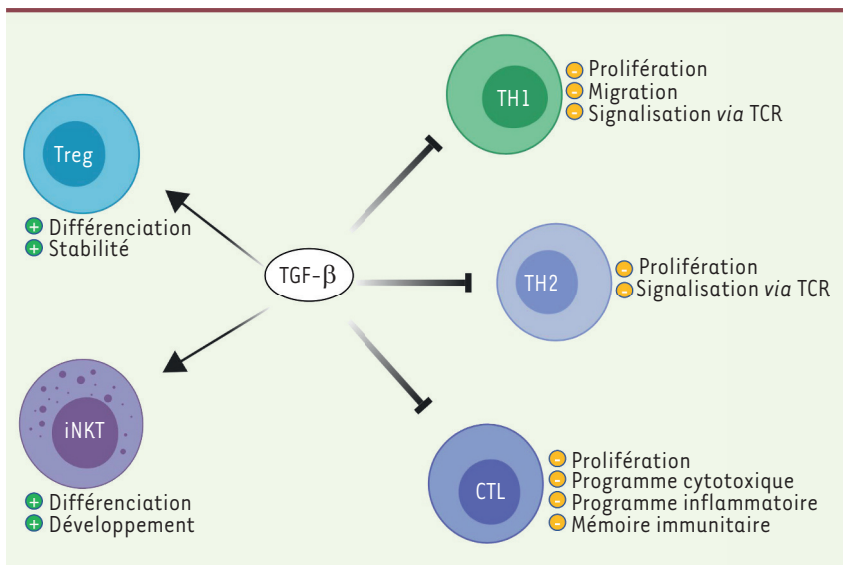 Treg
+ Différenciation
+ Stabilité
TH1
- Prolifération
- Migration
- Signalisation via TCR
TGF-β
TH2
- Prolifération
- Signalisation via TCR
iNKT
+ Différenciation
+ Développement
CTL
- Prolifération
- Programme cytotoxique
- Programme inflammatoire
- Mémoire immunitaire